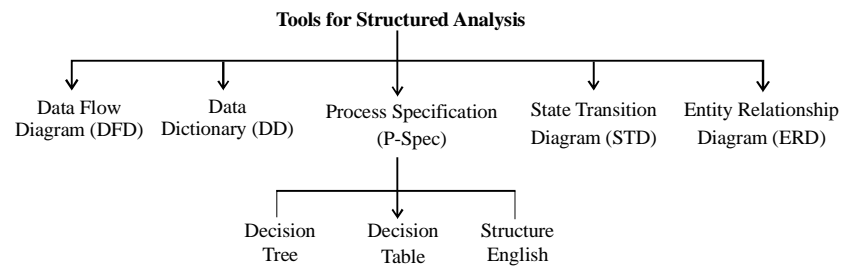 Tools for Structured Analysis
Data Flow
Diagram (DFD)
Data
Dictionary (DD)
Process Specification
(P-Spec)
State Transition
Diagram (STD)
Entity Relationship
Diagram (ERD)
Decision
Tree
Decision
Table
Structure
English